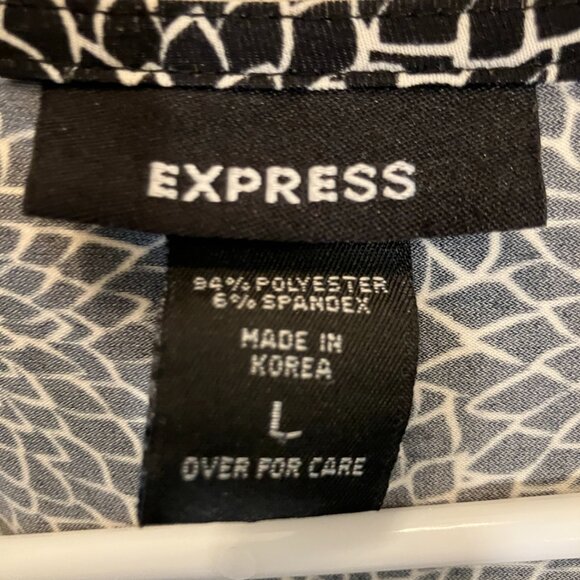 EXPRESS
94% POLYESTER
6% SPANDEX
MADE IN
KOREA
L
OVER FOR CARE